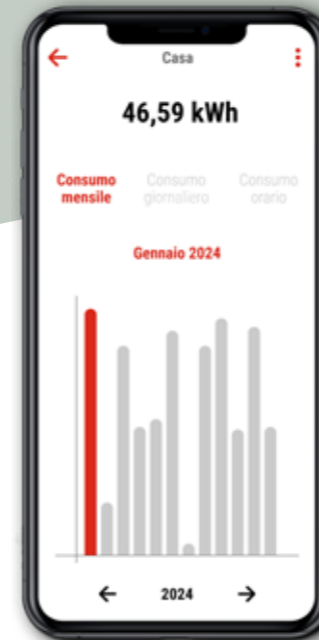 Casa
46,59 kWh
Consumo
mensile
Consumo
giornaliero
Consumo
orario
Gennaio 2024
2024